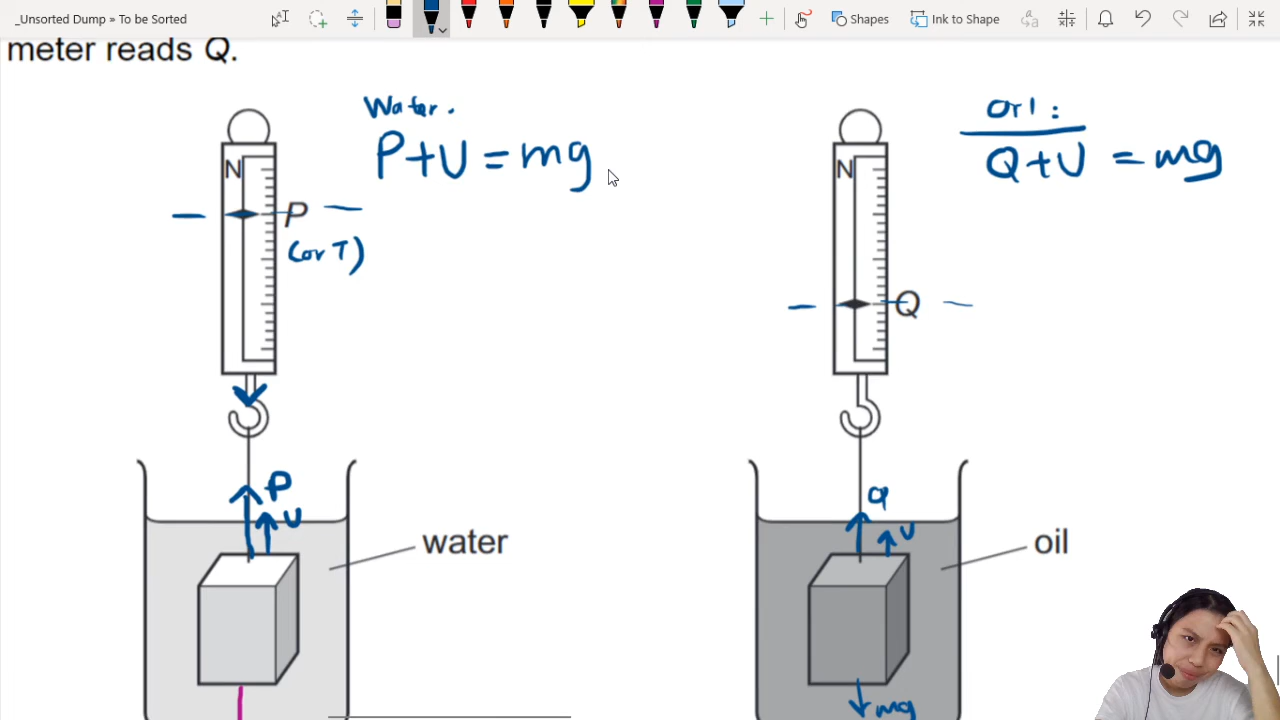 _Unsorted Dump » To be Sorted
Shapes
Ink to Shape
meter reads Q.
Water.
P+U=mg
N
P
(or T)
P
U
water
Oil:
Q+U=mg
N
Q
Q
U
oil
mg